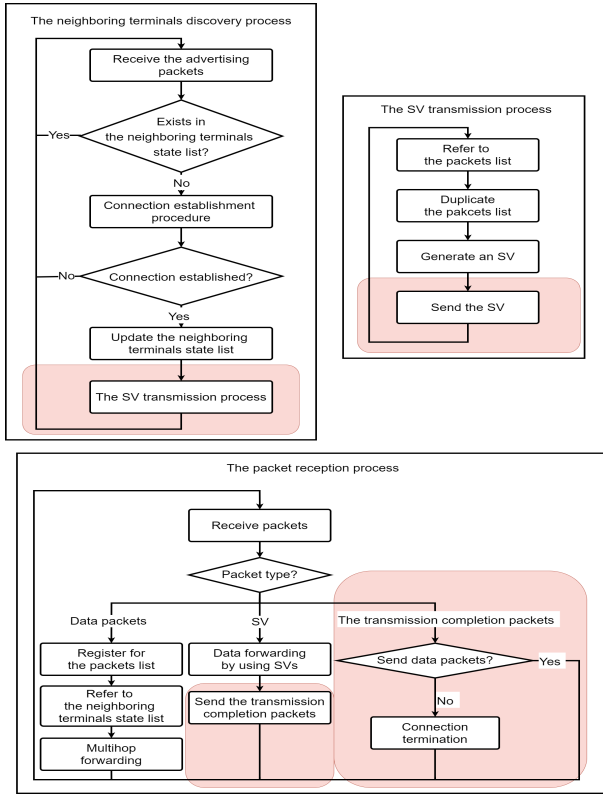 The neighboring terminals discovery process
Receive the advertising
packets
Exists in
the neighboring terminals
state list?
Yes
No
Connection establishment
procedure
Connection established?
No
Yes
Update the neighboring
terminals state list
The SV transmission process
The SV transmission process
Refer to
the packets list
Duplicate
the pakcets list
Generate an SV
Send the SV
The packet reception process
Receive packets
Packet type?
Data packets
SV
The transmission completion packets
Register for
the packets list
Data forwarding
by using SVs
Send data packets?
Yes
Refer to
the neighboring
terminals state list
Send the transmission
completion packets
No
Multihop
forwarding
Connection
termination